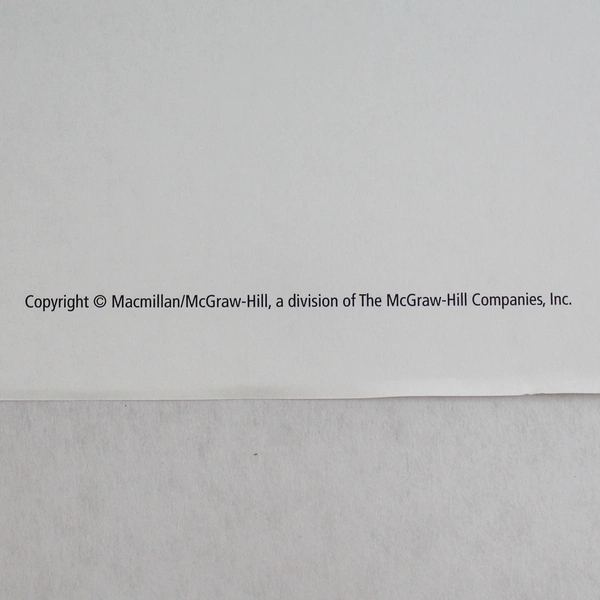 Copyright © Macmillan/McGraw-Hill, a division of The McGraw-Hill Companies, Inc.